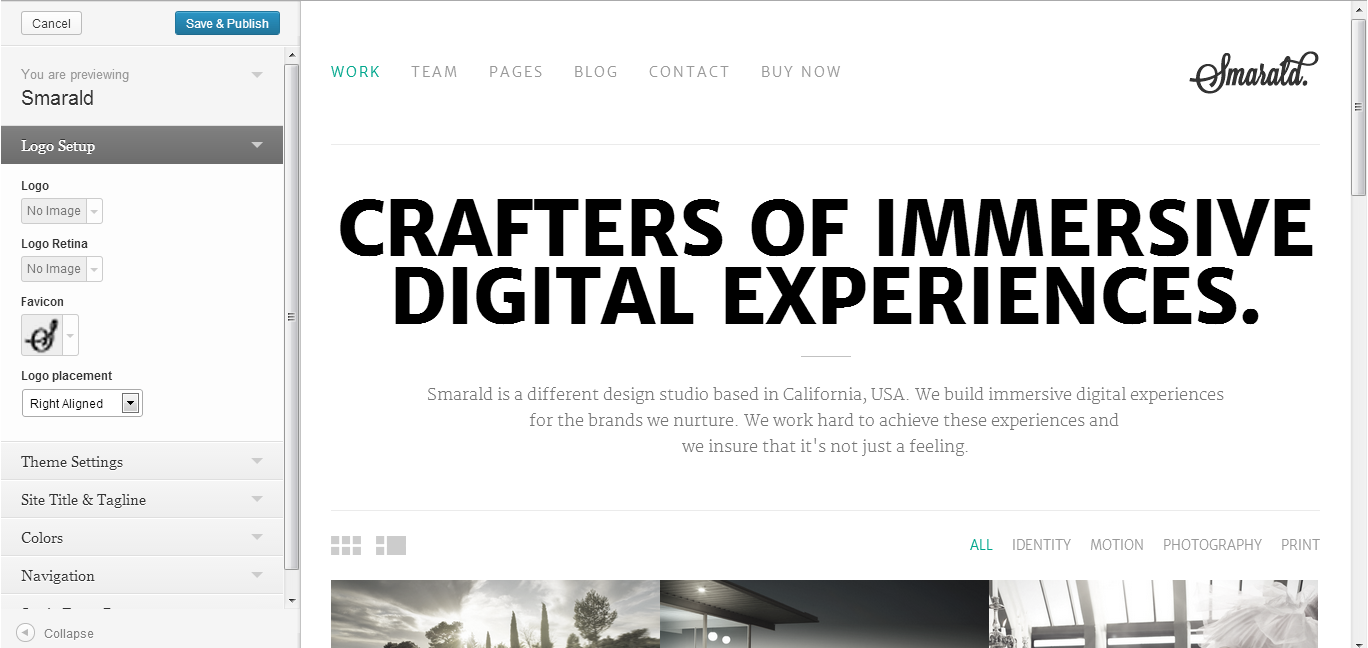 Cancel
Save & Publish
You are previewing
Smarald
Logo Setup
Logo
No Image
Logo Retina
No Image
Favicon
Logo placement
Right Aligned
Theme Settings
Site Title & Tagline
Colors
Navigation
Collapse
WORK TEAM PAGES BLOG CONTACT BUY NOW
Smarald.
CRAFTERS OF IMMERSIVE
DIGITAL EXPERIENCES.
Smarald is a different design studio based in California, USA. We build immersive digital experiences
for the brands we nurture. We work hard to achieve these experiences and
we insure that it's not just a feeling.
ALL IDENTITY MOTION PHOTOGRAPHY PRINT